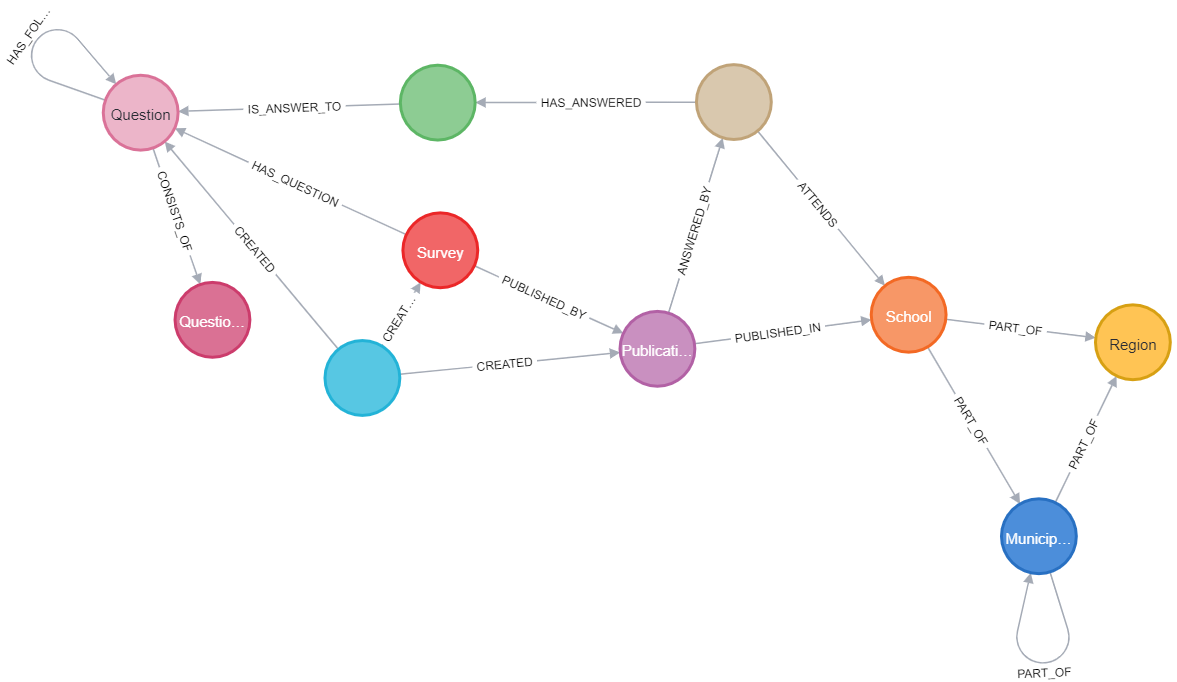 HAS_FOL...
Question
IS_ANSWER_TO
HAS_ANSWERED
HAS_QUESTION
CONSISTS_OF
CREATED
ATTENDS
ANSWERED_BY
Survey
PUBLISHED_BY
CREAT...
Questio...
CREATED
Publicati...
PUBLISHED_IN
School
PART_OF
Region
PART_OF
PART_OF
Municip...
PART_OF